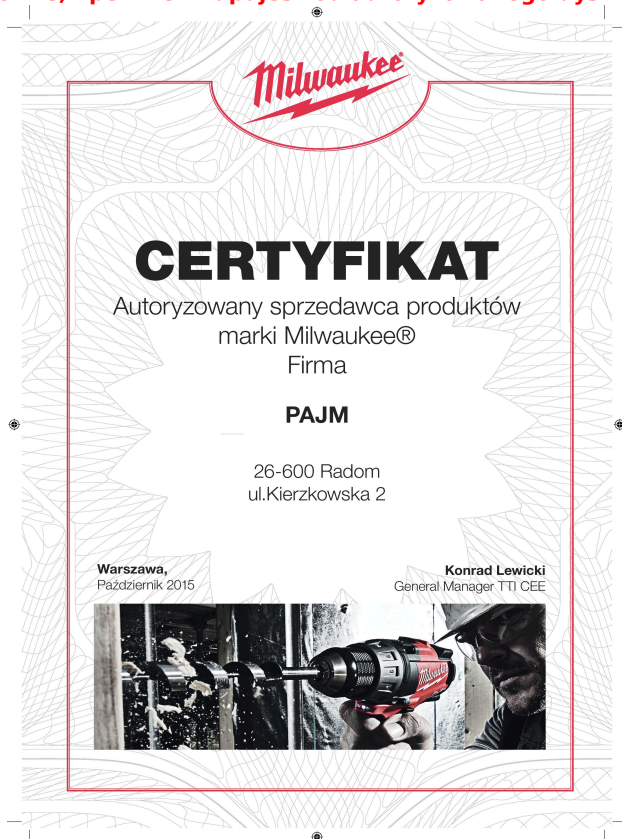 Milwaukee®
CERTYFIKAT
Autoryzowany sprzedawca produktów
marki Milwaukee®
Firma
PAJM
26-600 Radom
ul.Kierzkowska 2
Warszawa,
Październik 2015
Konrad Lewicki
General Manager TTI CEE
Milwaukee